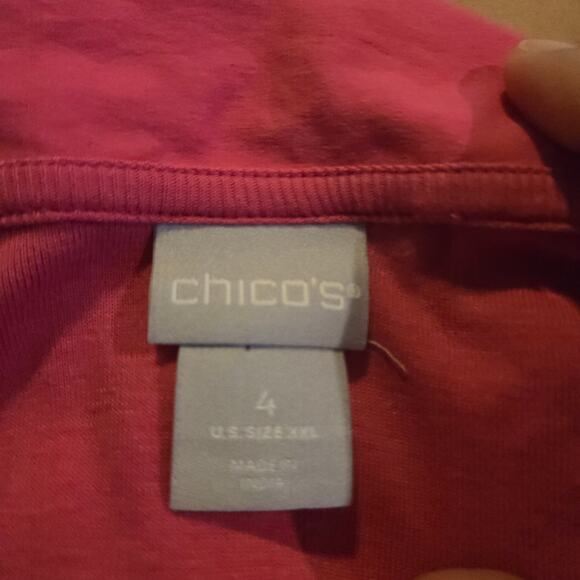 chico's®
4
U.S. SIZE XXL
MADE IN
INDIA